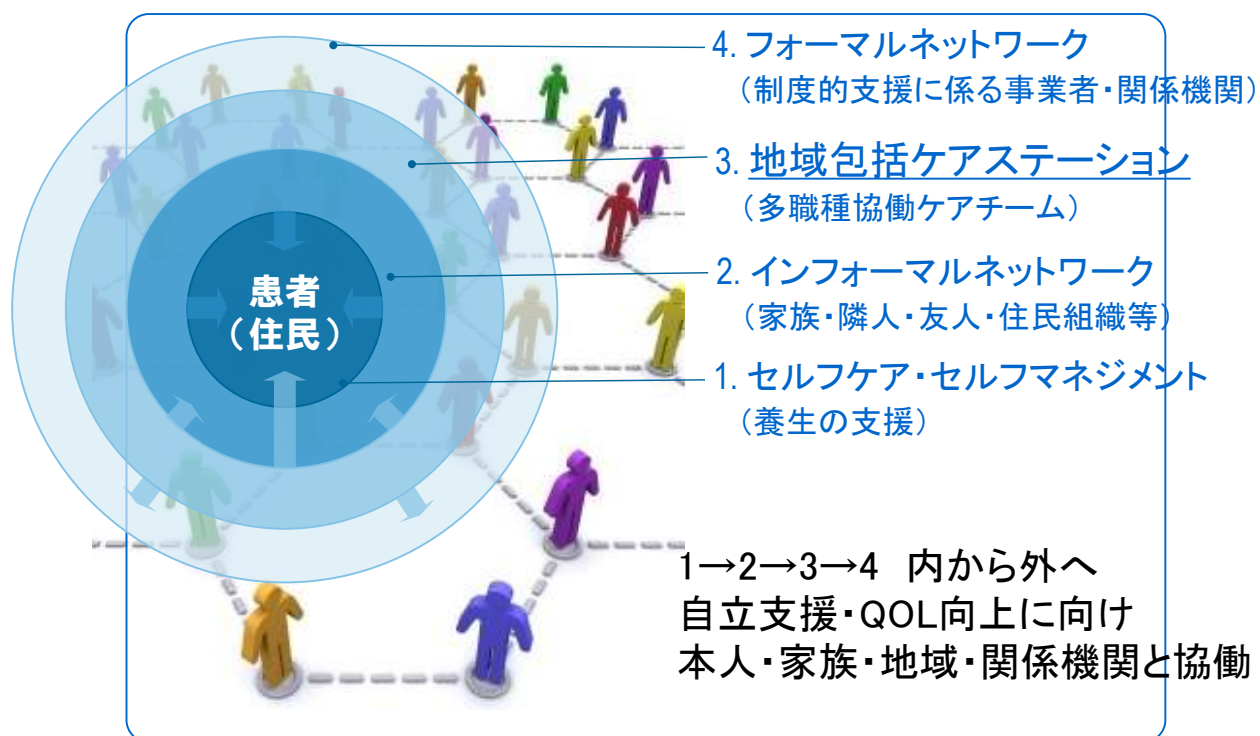 4. フォーマルネットワーク
（制度的支援に係る事業者・関係機関）
3. 地域包括ケアステーション
（多職種協働ケアチーム）
患者
（住民）
2. インフォーマルネットワーク
（家族・隣人・友人・住民組織等）
1. セルフケア・セルフマネジメント
（養生の支援）
1→2→3→4　内から外へ
自立支援・QOL向上に向け
本人・家族・地域・関係機関と協働